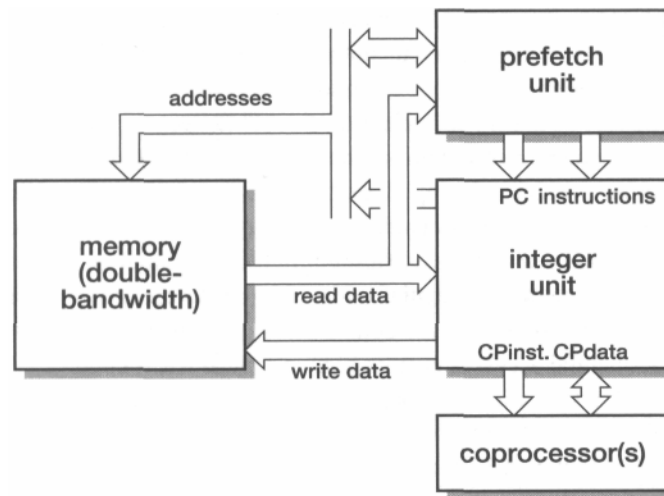 prefetch
unit
addresses
PC instructions
memory
(double-
bandwidth)
integer
unit
read data
CPinst. CPdata
write data
coprocessor(s)